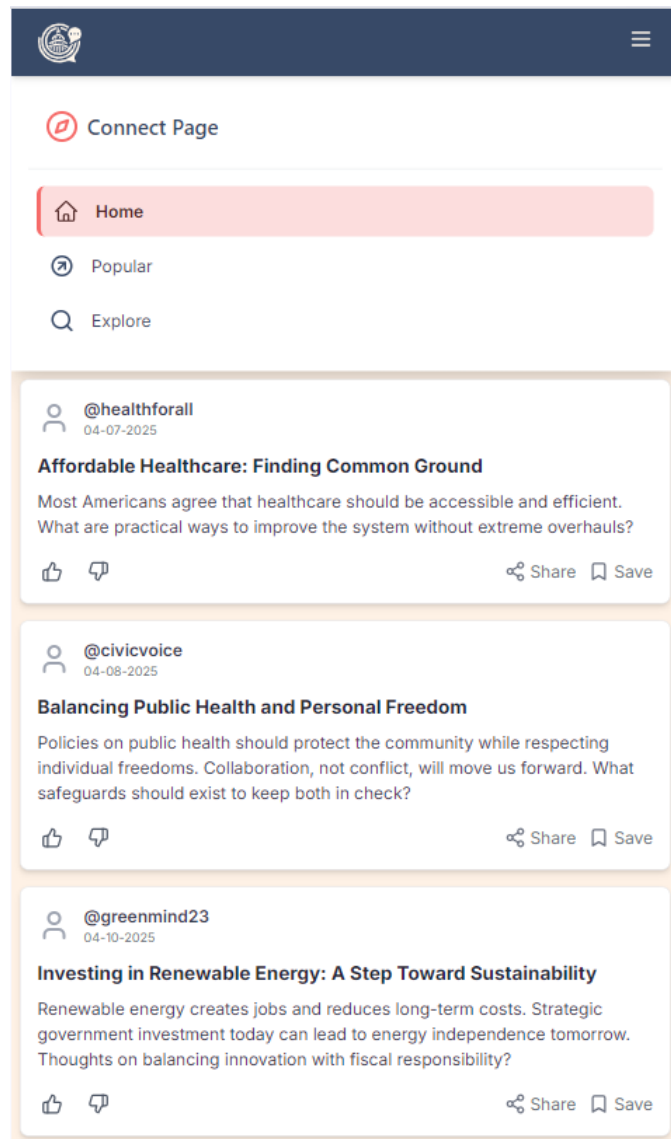 Connect Page
Home
Popular
Explore
@healthforall
04-07-2025
Affordable Healthcare: Finding Common Ground
Most Americans agree that healthcare should be accessible and efficient.
What are practical ways to improve the system without extreme overhauls?
Share Save
@civicvoice
04-08-2025
Balancing Public Health and Personal Freedom
Policies on public health should protect the community while respecting
individual freedoms. Collaboration, not conflict, will move us forward. What
safeguards should exist to keep both in check?
Share Save
@greenmind23
04-10-2025
Investing in Renewable Energy: A Step Toward Sustainability
Renewable energy creates jobs and reduces long-term costs. Strategic
government investment today can lead to energy independence tomorrow.
Thoughts on balancing innovation with fiscal responsibility?
Share Save